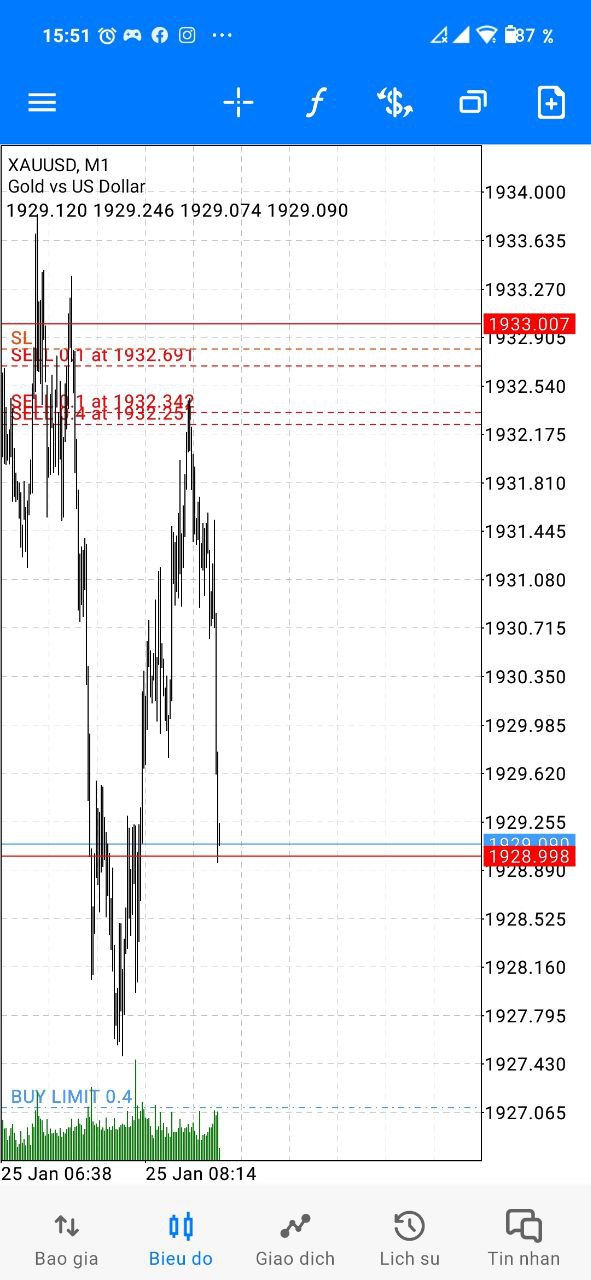 15:51 ... 87 %
XAUUSD, M1
Gold vs US Dollar
1929.120 1929.246 1929.074 1929.090
1934.000
1933.635
1933.270
1933.007
SL
1932.905
SELL 0.1 at 1932.691
1932.540
SELL 0.1 at 1932.342
SELL 0.4 at 1932.251
1932.175
1931.810
1931.445
1931.080
1930.715
1930.350
1929.985
1929.620
1929.255
1929.090
1928.998
1928.890
1928.525
1928.160
1927.795
1927.430
BUY LIMIT 0.4
1927.065
25 Jan 06:38 25 Jan 08:14
Bao gia Bieu do Giao dich Lich su Tin nhan